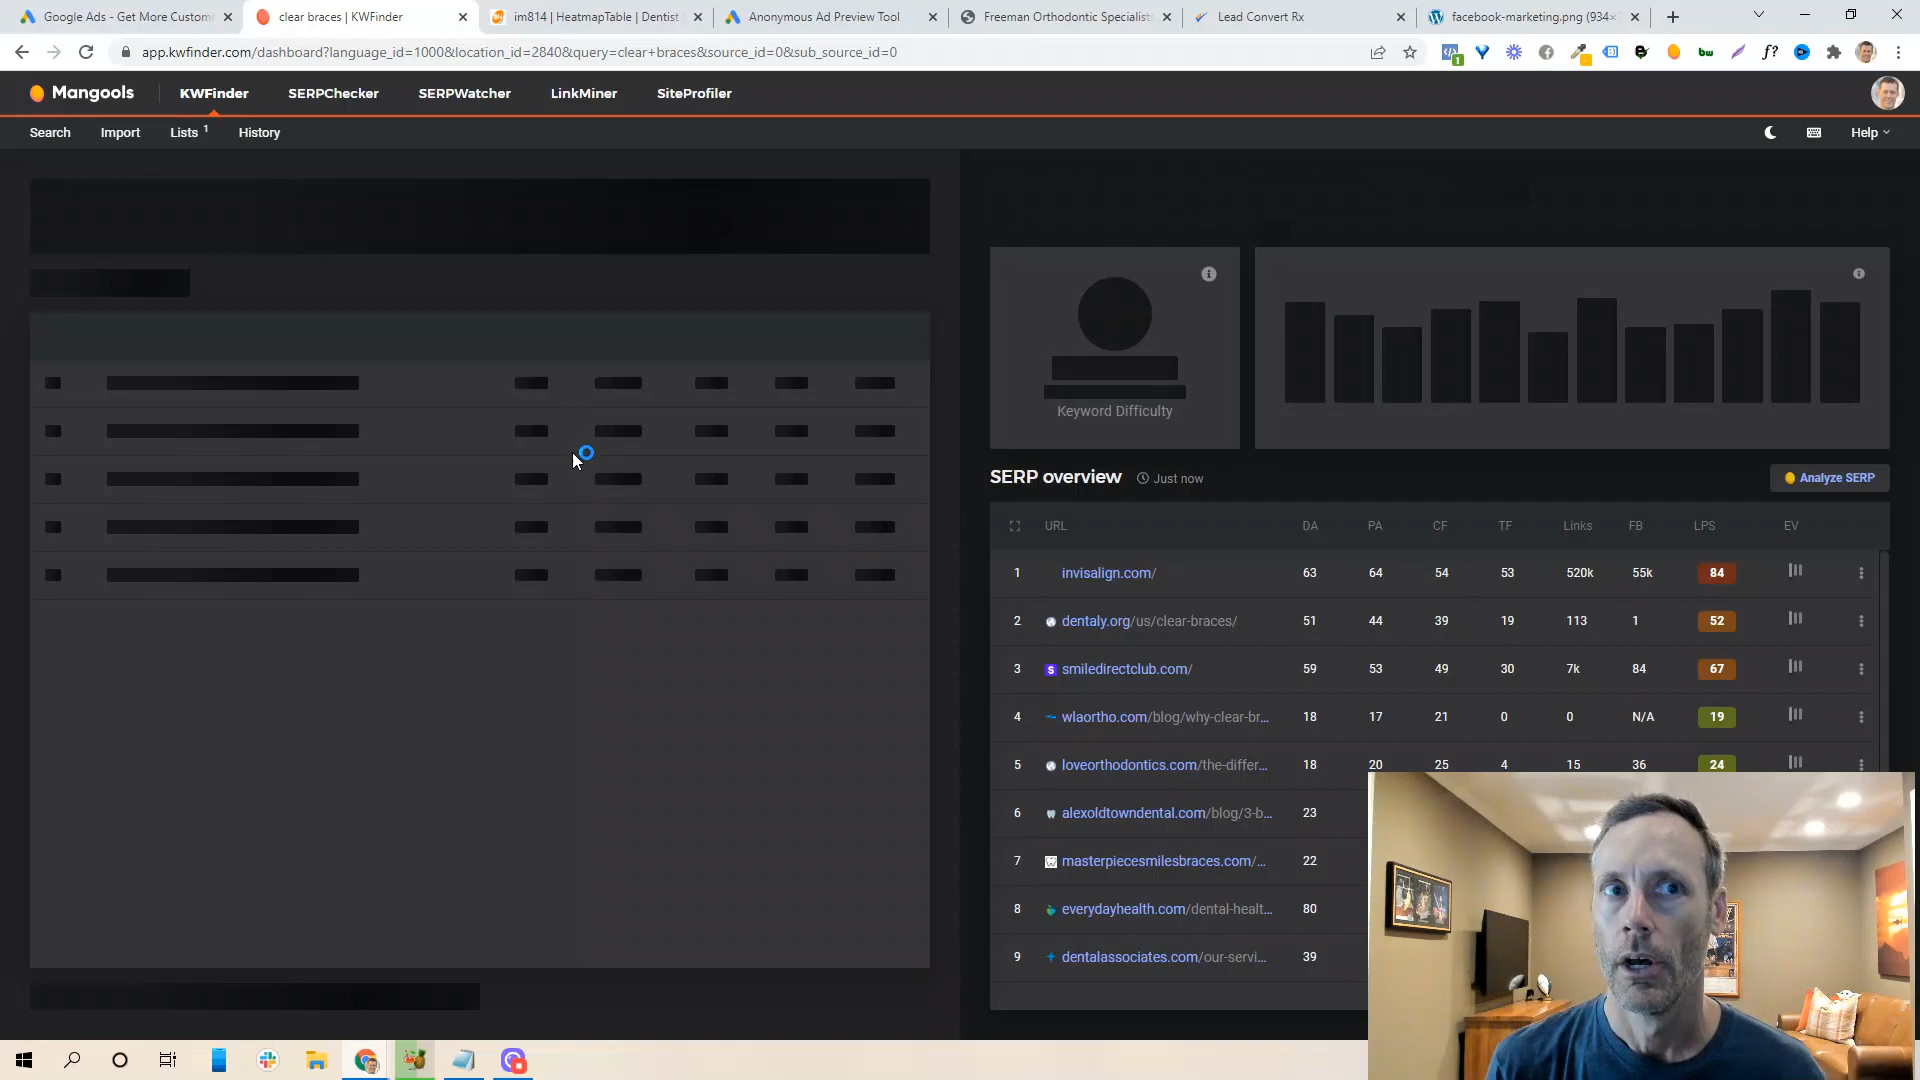 Google Ads - Get More Custom
clear braces | KWFinder
im814 | HeatmapTable | Dentist
Anonymous Ad Preview Tool
Freeman Orthodontic Specialist
Lead Convert Rx
facebook-marketing.png (934×
app.kwfinder.com/dashboard?language_id=1000&location_id=2840&query=clear+braces&source_id=0&sub_source_id=0
Mangools
KWFinder
SERPChecker
SERPWatcher
LinkMiner
SiteProfiler
Search
Import
Lists 1
History
Help
Keyword Difficulty
SERP overview
Just now
Analyze SERP
URL DA PA CF TF Links FB LPS EV
1 invisalign.com/ 63 64 54 53 520k 55k 84
2 dentaly.org/us/clear-braces/ 51 44 39 19 113 1 52
3 smiledirectclub.com/ 59 53 49 30 7k 84 67
4 wlaortho.com/blog/why-clear-br... 18 17 21 0 0 N/A 19
5 loveorthodontics.com/the-differ... 18 20 25 4 15 36 24
6 alexoldtowndental.com/blog/3-b... 23
7 masterpiecesmilesbraces.com/... 22
8 everydayhealth.com/dental-healt... 80
9 dentalassociates.com/our-servi... 39